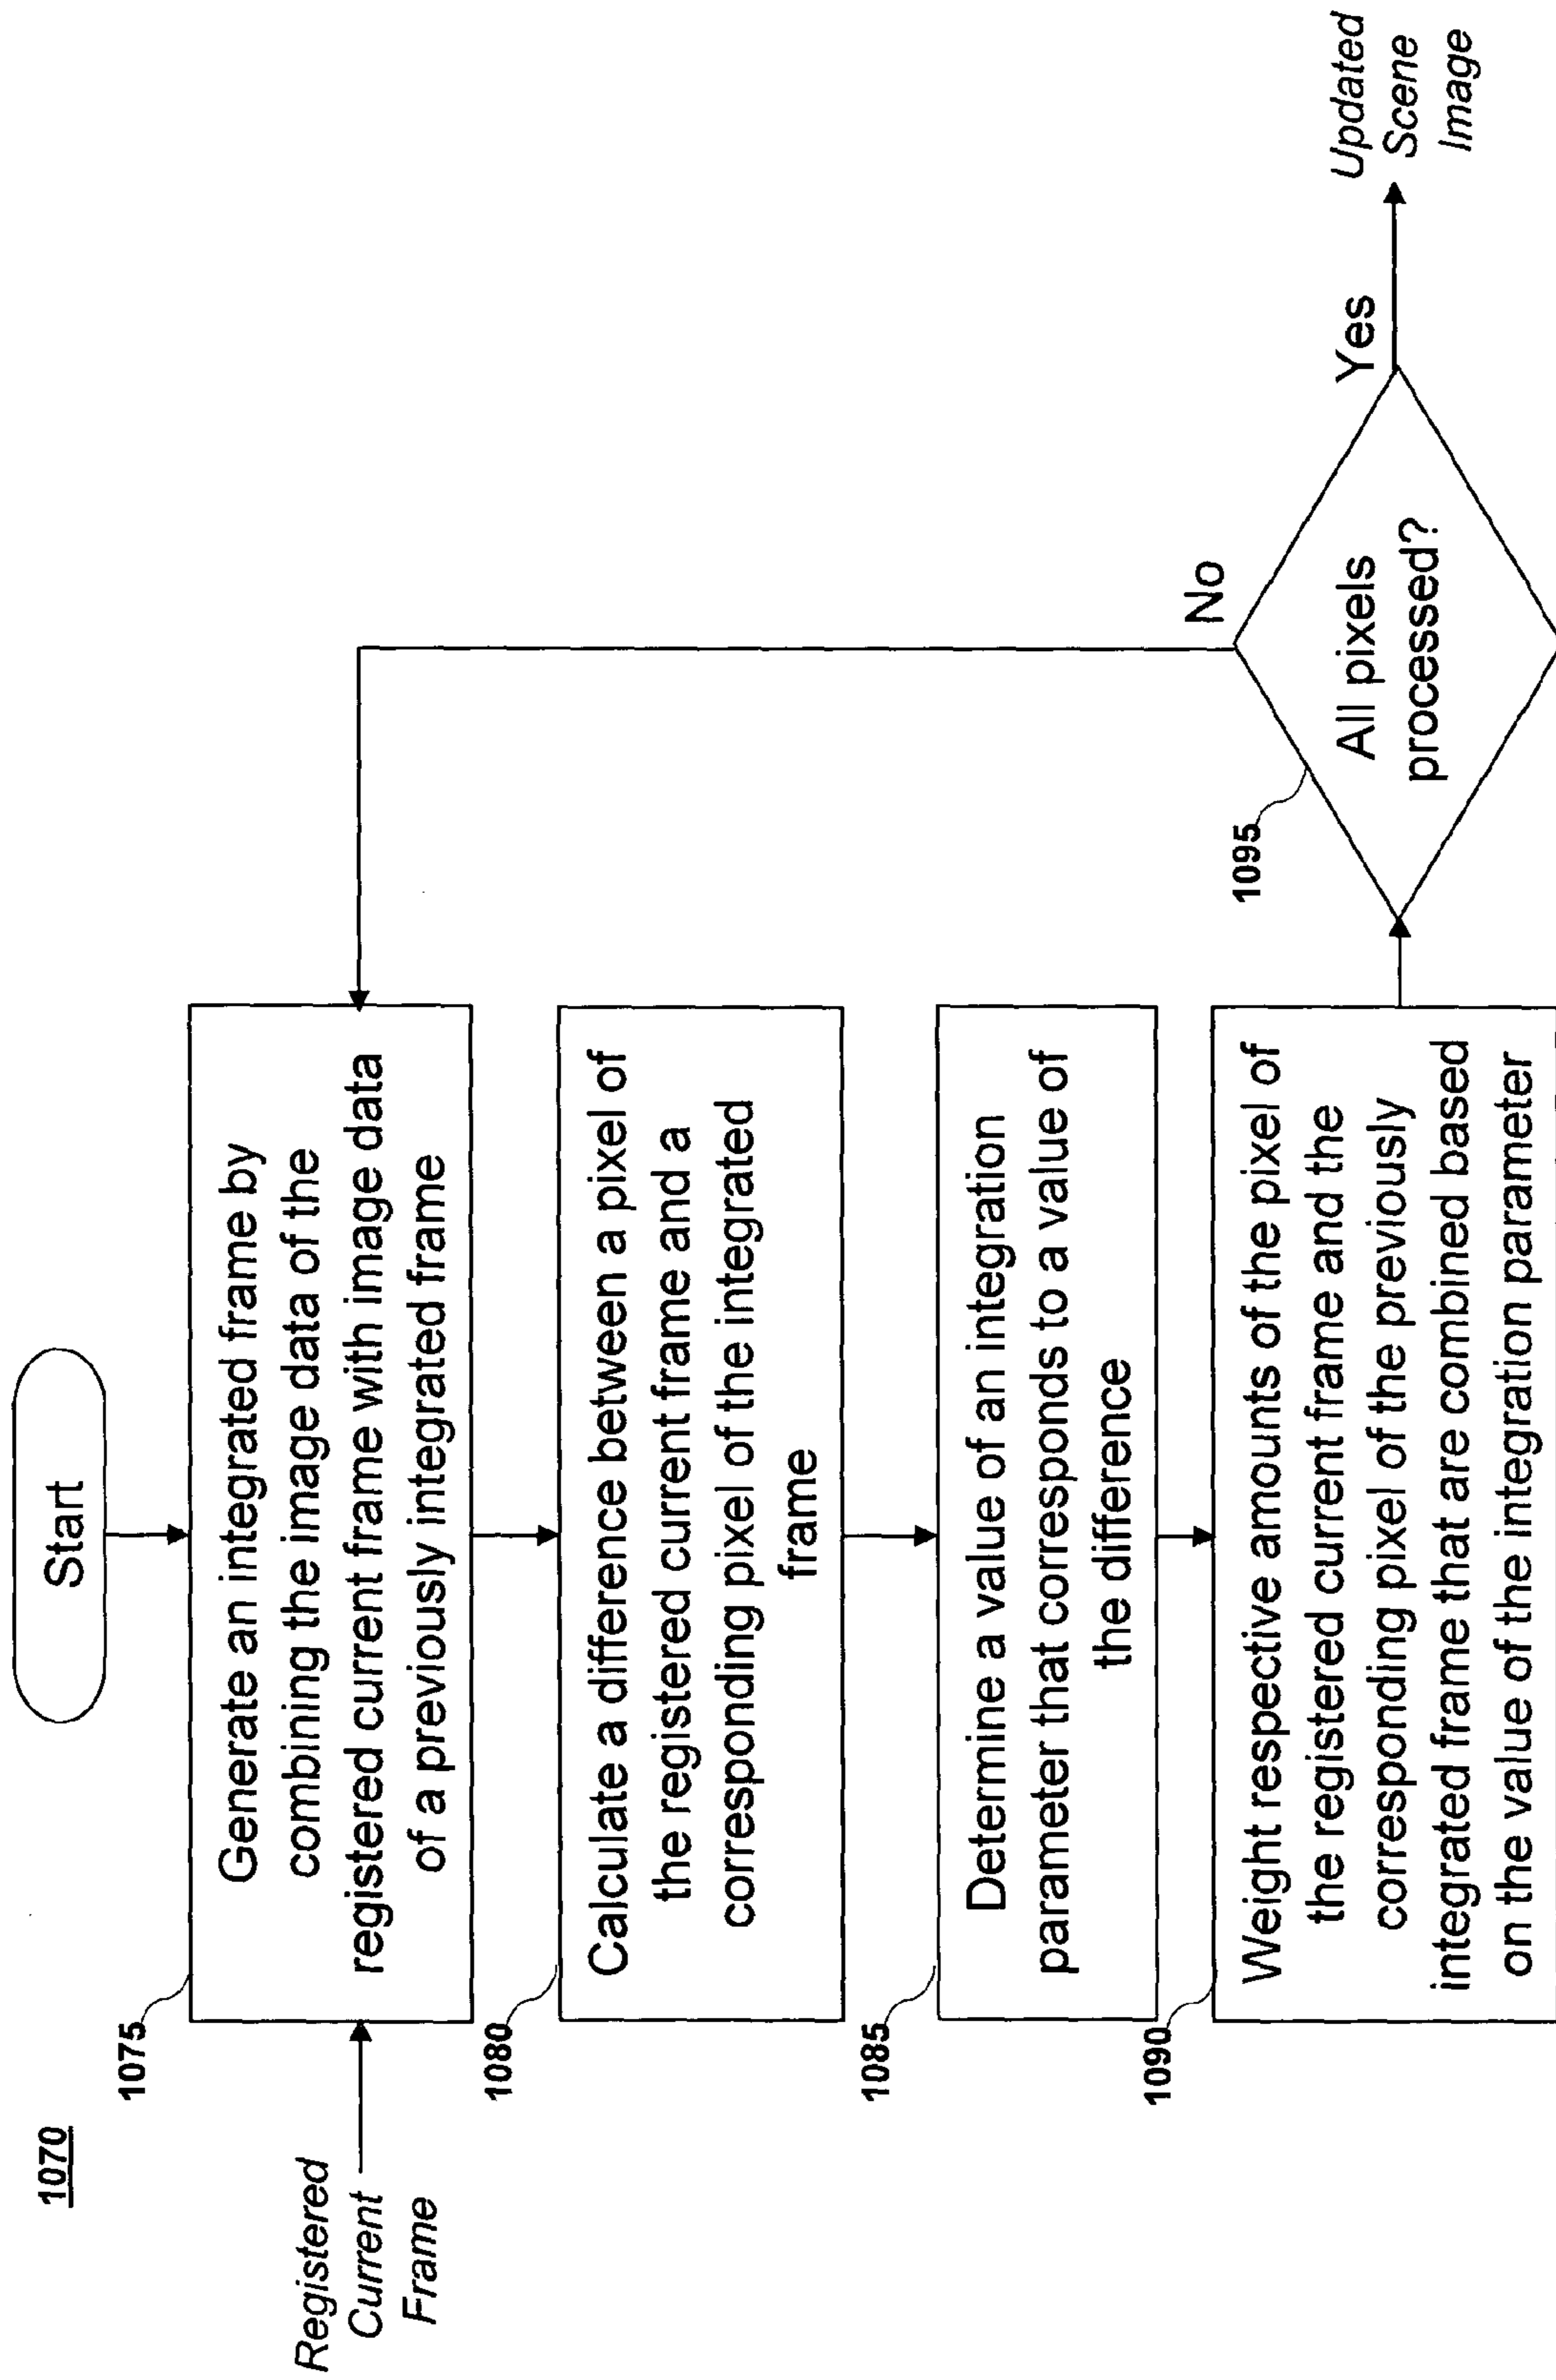 1070
Start
Registered
Current
Frame
1075
Generate an integrated frame by
combining the image data of the
registered current frame with image data
of a previously integrated frame
1080
Calculate a difference between a pixel of
the registered current frame and a
corresponding pixel of the integrated
frame
1085
Determine a value of an integration
parameter that corresponds to a value of
the difference
1090
Weight respective amounts of the pixel of
the registered current frame and the
corresponding pixel of the previously
integrated frame that are combined based
on the value of the integration parameter
1095
All pixels
processed?
No
Yes
Updated
Scene
Image